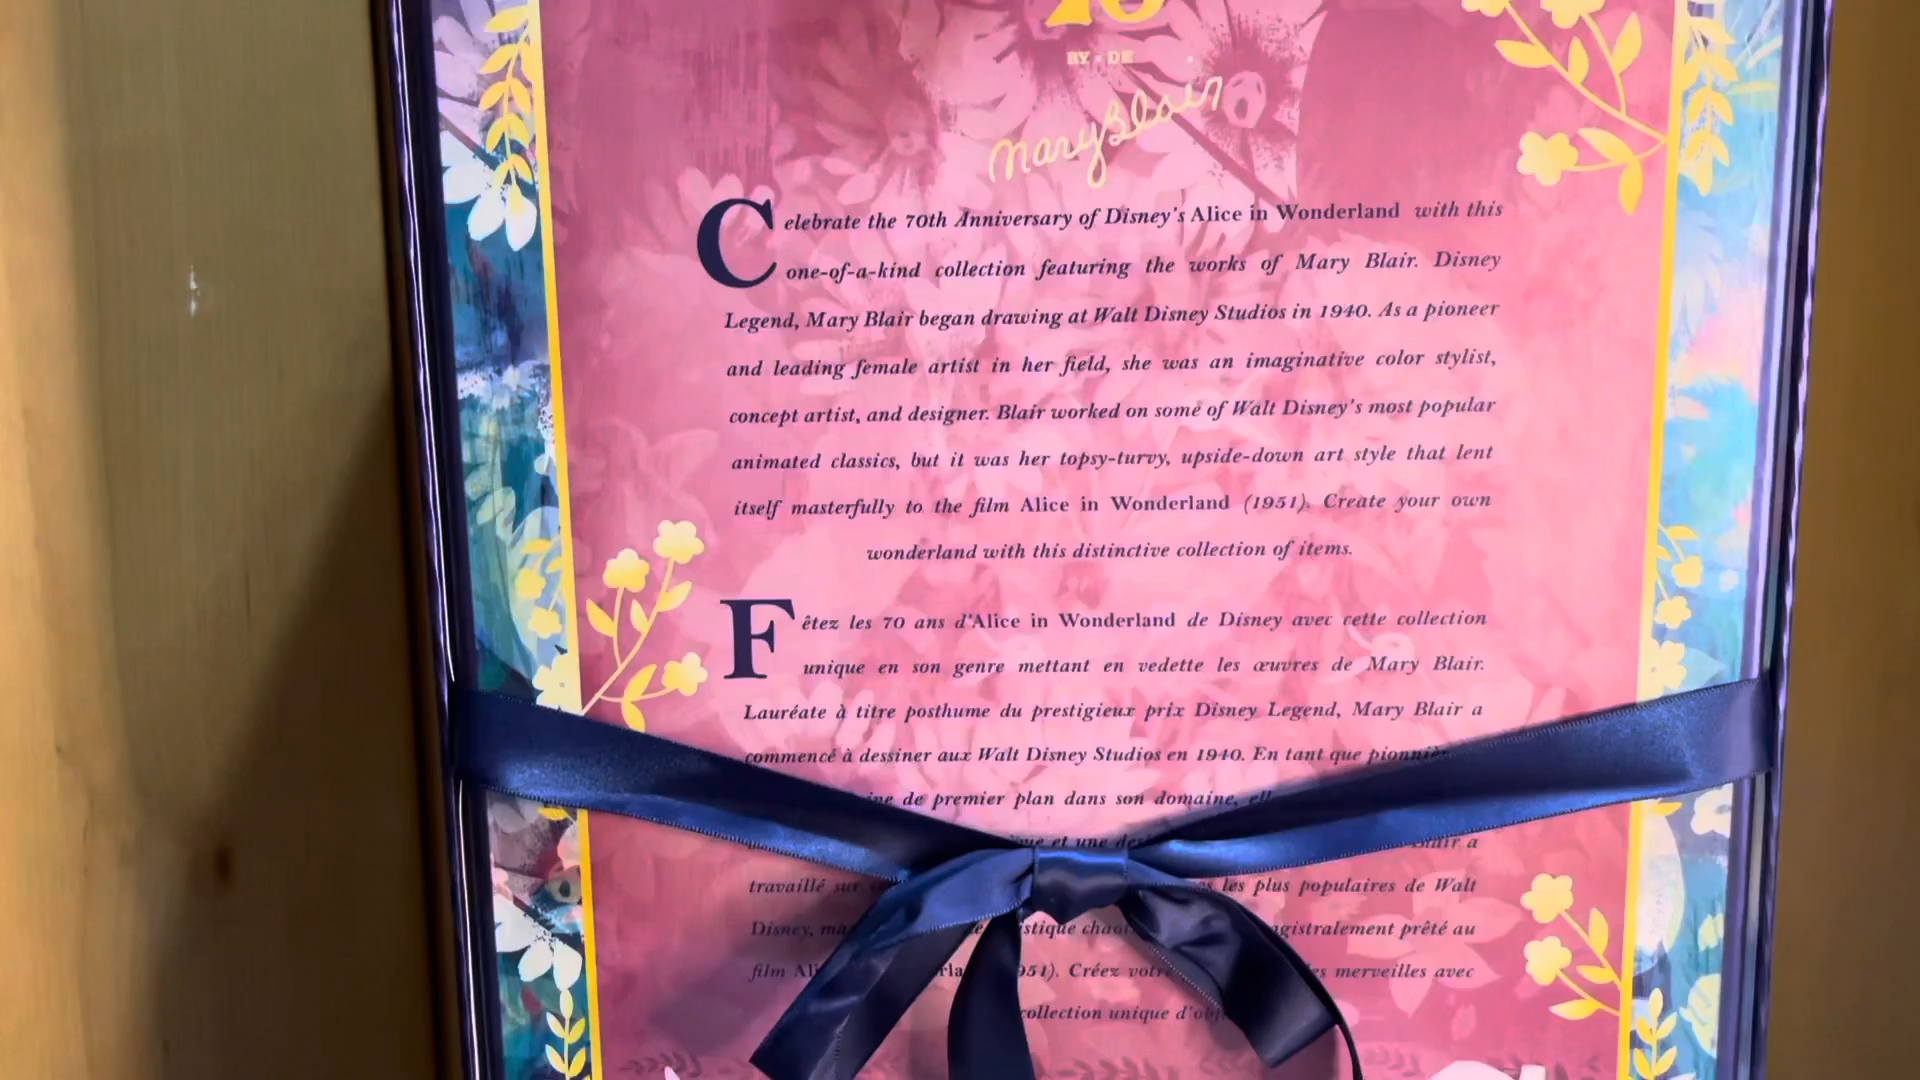 BY · DE
Mary Blair
Celebrate the 70th Anniversary of Disney's Alice in Wonderland with this
one-of-a-kind collection featuring the works of Mary Blair. Disney
Legend, Mary Blair began drawing at Walt Disney Studios in 1940. As a pioneer
and leading female artist in her field, she was an imaginative color stylist,
concept artist, and designer. Blair worked on some of Walt Disney's most popular
animated classics, but it was her topsy-turvy, upside-down art style that lent
itself masterfully to the film Alice in Wonderland (1951). Create your own
wonderland with this distinctive collection of items.
Fêtez les 70 ans d'Alice in Wonderland de Disney avec cette collection
unique en son genre mettant en vedette les œuvres de Mary Blair.
Lauréate à titre posthume du prestigieux prix Disney Legend, Mary Blair a
commencé à dessiner aux Walt Disney Studios en 1940. En tant que
de premier plan dans son domaine,
et une
a
travaillé sur les plus populaires de Walt
Disney, prêté au
film Créez merveilles avec
collection unique